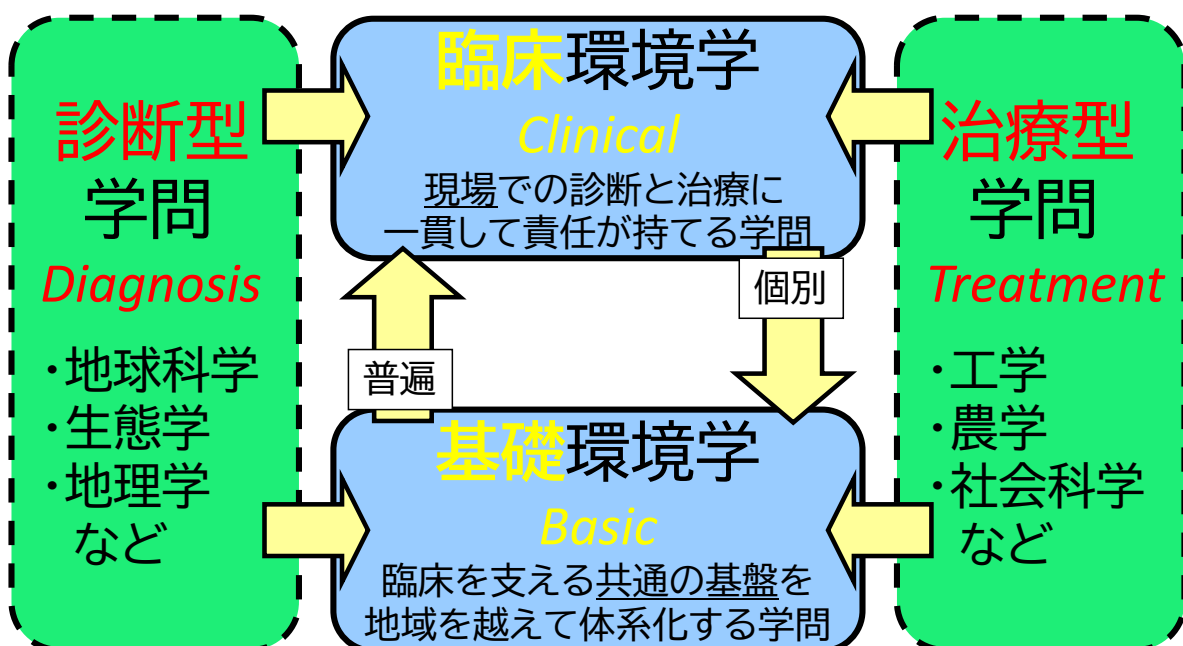 診断型
学問
Diagnosis
・地球科学
・生態学
・地理学
など
臨床環境学
Clinical
現場での診断と治療に
一貫して責任が持てる学問
普遍
個別
基礎環境学
Basic
臨床を支える共通の基盤を
地域を越えて体系化する学問
治療型
学問
Treatment
・工学
・農学
・社会科学
など